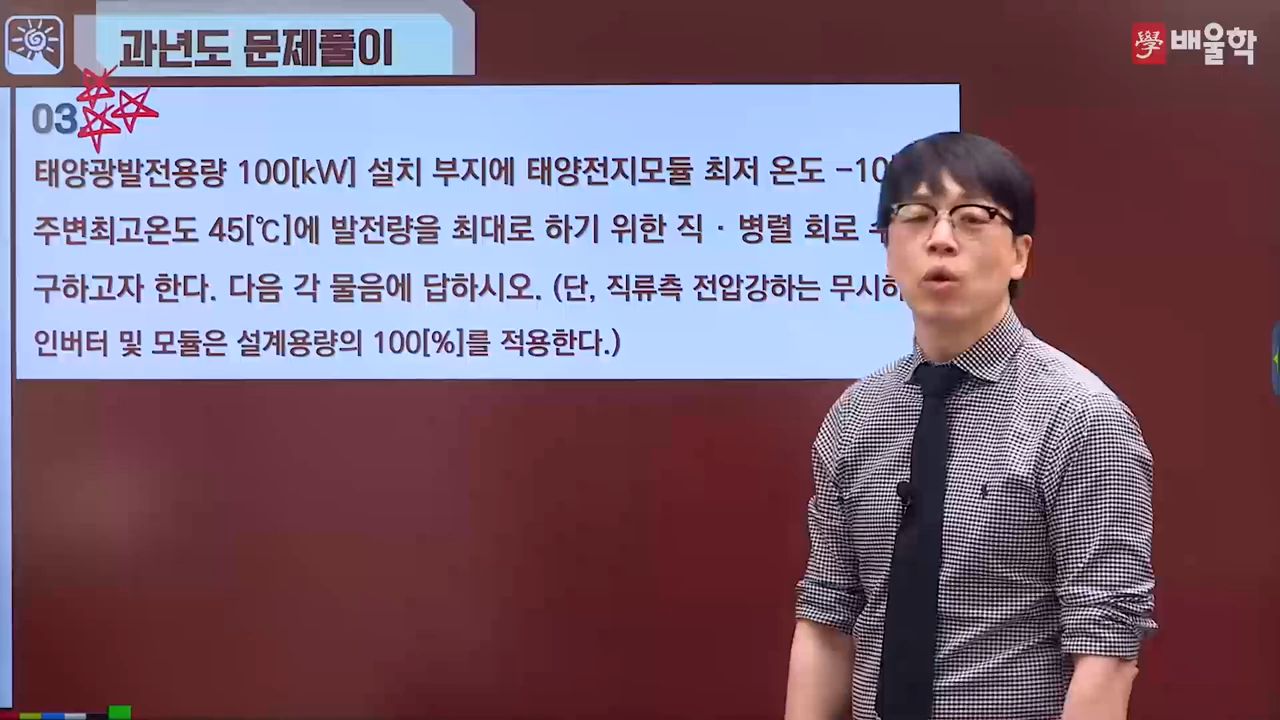 과년도 문제풀이
學 배울학
03
태양광발전용량 100[kW] 설치 부지에 태양전지모듈 최저 온도 -10
주변최고온도 45[℃]에 발전량을 최대로 하기 위한 직·병렬 회로
구하고자 한다. 다음 각 물음에 답하시오. (단, 직류측 전압강하는 무시하
인버터 및 모듈은 설계용량의 100[%]를 적용한다.)